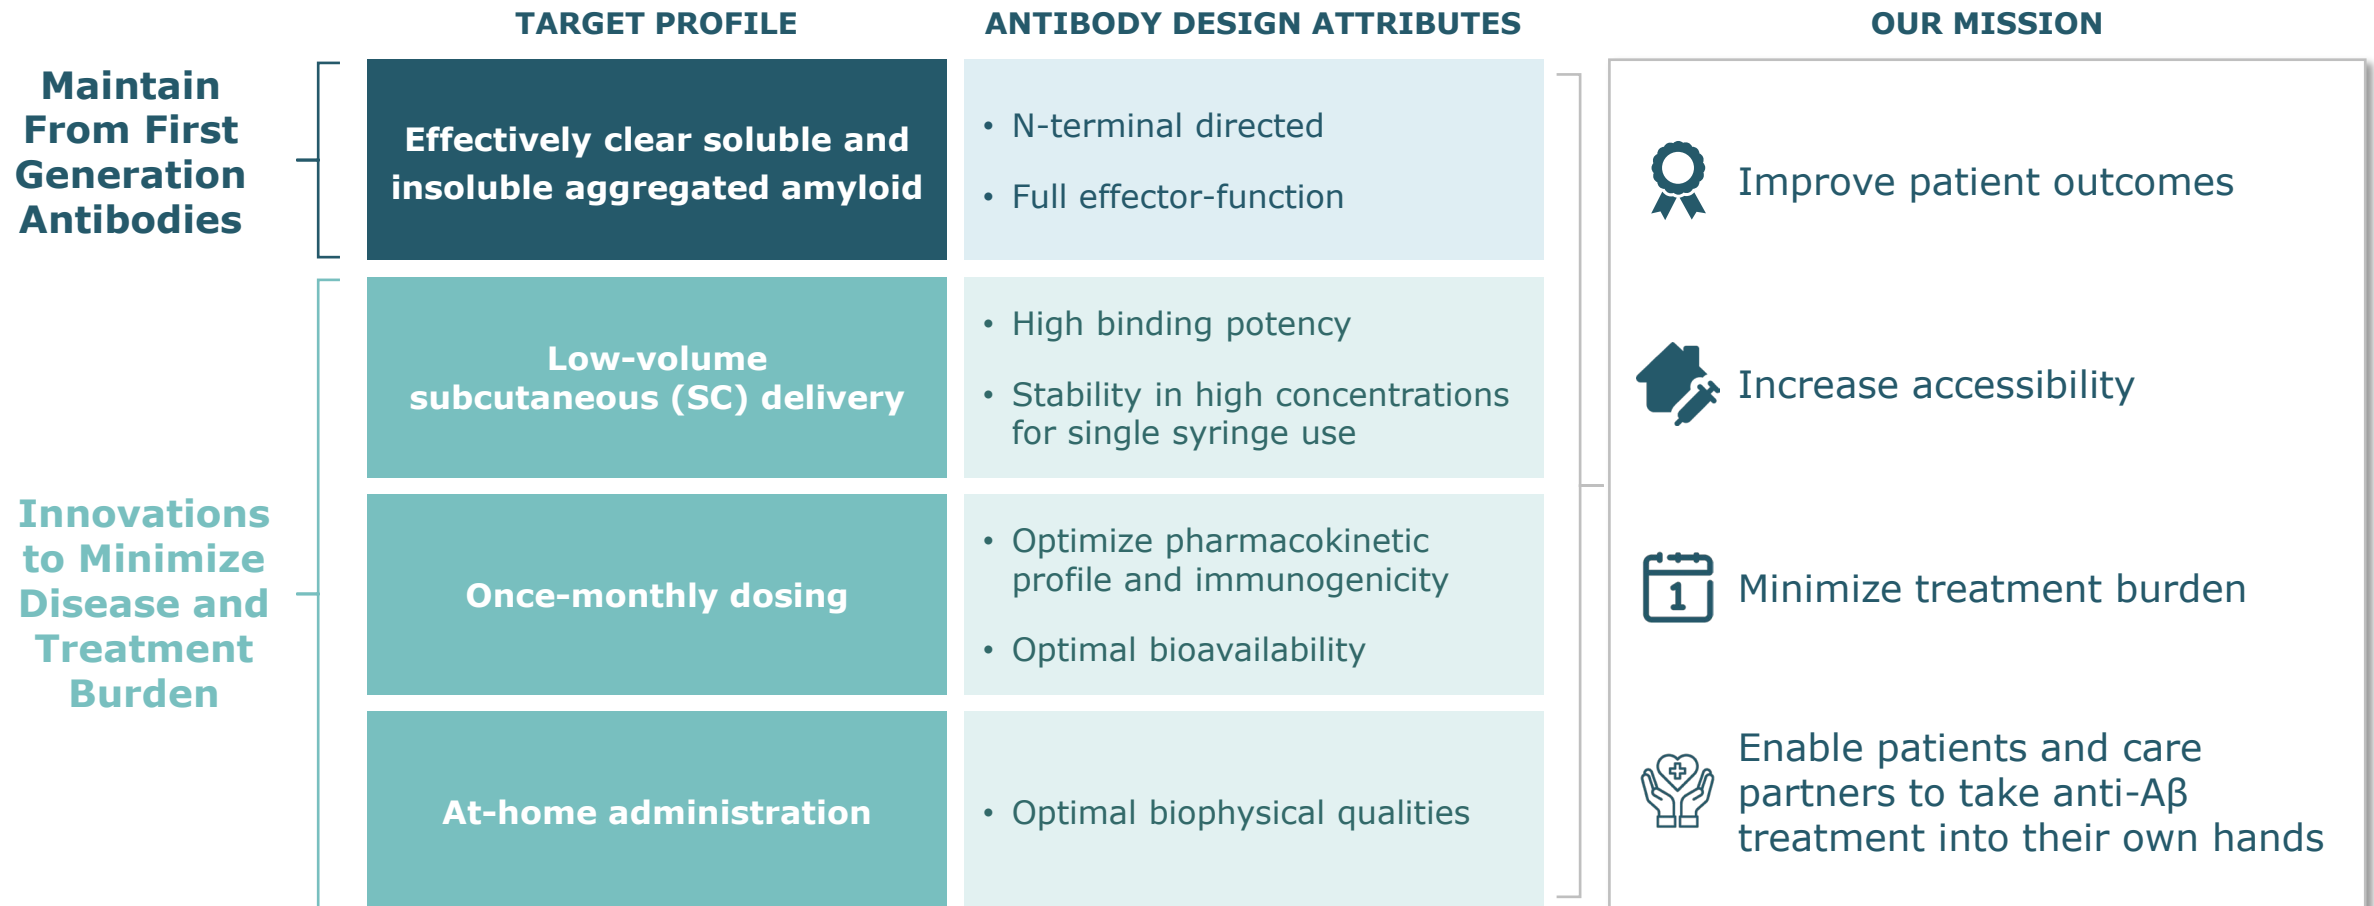 TARGET PROFILE
ANTIBODY DESIGN ATTRIBUTES
OUR MISSION
Maintain
From First
Generation
Antibodies
Effectively clear soluble and
insoluble aggregated amyloid
• N-terminal directed
• Full effector-function
Innovations
to Minimize
Disease and
Treatment
Burden
Low-volume
subcutaneous (SC) delivery
• High binding potency
• Stability in high concentrations
for single syringe use
Once-monthly dosing
• Optimize pharmacokinetic
profile and immunogenicity
• Optimal bioavailability
At-home administration
• Optimal biophysical qualities
Improve patient outcomes
Increase accessibility
1
Minimize treatment burden
Enable patients and care
partners to take anti-Aβ
treatment into their own hands